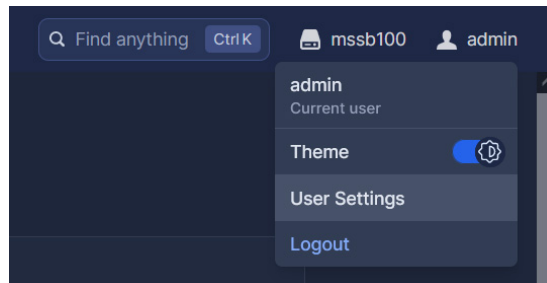 Find anything Ctrl K mssb100 admin
admin
Current user
Theme
User Settings
Logout